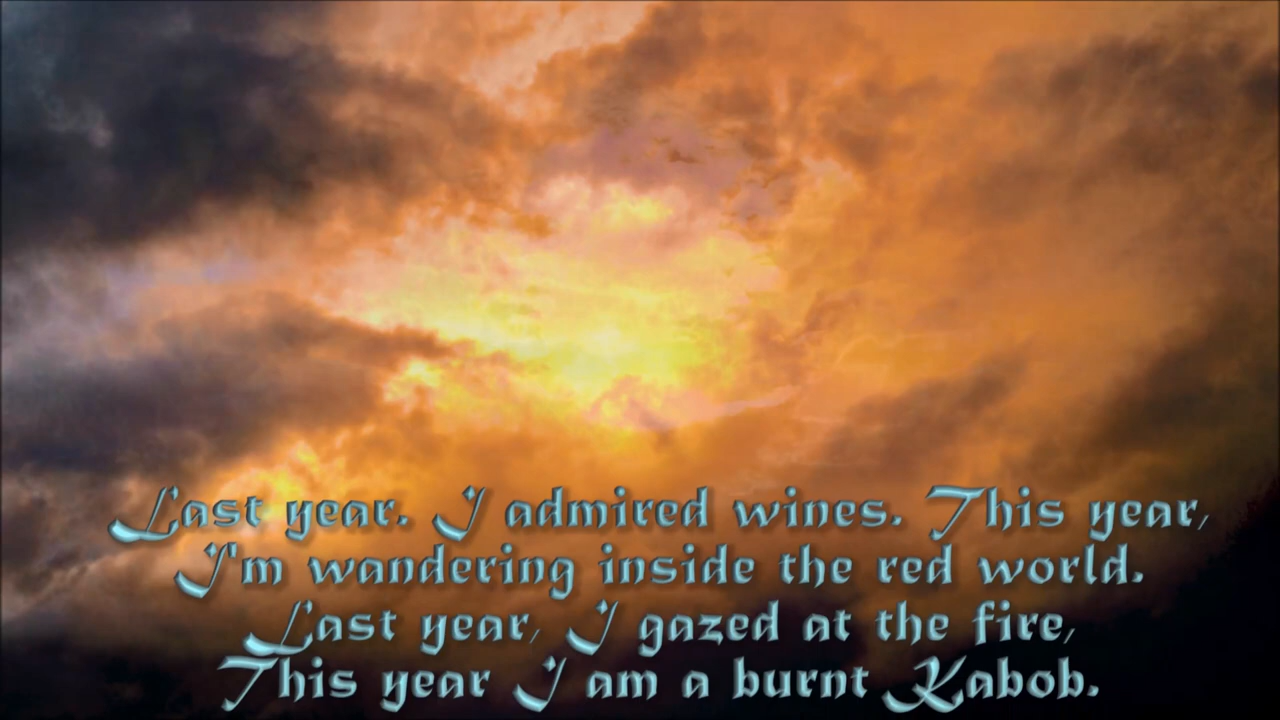 Last year. I admired wines. This year,
I'm wandering inside the red world.
Last year, I gazed at the fire,
This year I am a burnt Kabob.